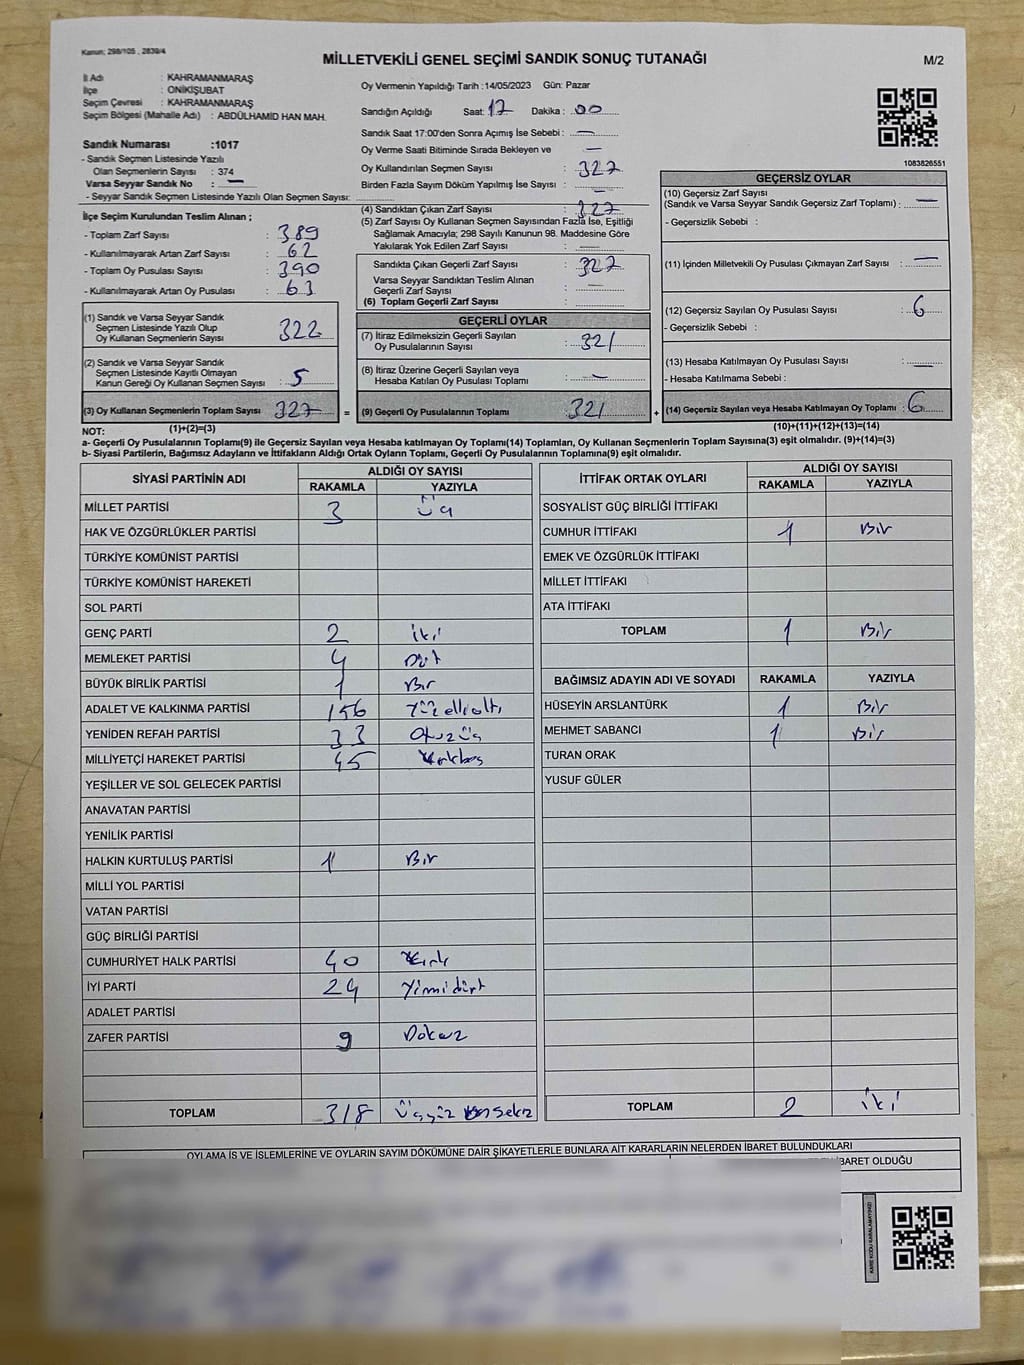 Kanun; 298/105 , 2839/4
MİLLETVEKİLİ GENEL SEÇİMİ SANDIK SONUÇ TUTANAĞI
M/2
İl Adı : KAHRAMANMARAŞ
İlçe : ONİKİŞUBAT
Seçim Çevresi : KAHRAMANMARAŞ
Seçim Bölgesi (Mahalle Adı) : ABDÜLHAMİD HAN MAH.
Sandık Numarası :1017
- Sandık Seçmen Listesinde Yazılı
Olan Seçmenlerin Sayısı : 374
Varsa Seyyar Sandık No : —
- Seyyar Sandık Seçmen Listesinde Yazılı Olan Seçmen Sayısı:
Oy Vermenin Yapıldığı Tarih :14/05/2023 Gün: Pazar
Sandığın Açıldığı Saat: 17 Dakika : 00
Sandık Saat 17:00'den Sonra Açımış İse Sebebi : —
Oy Verme Saati Bitiminde Sırada Bekleyen ve —
Oy Kullandırılan Seçmen Sayısı : 327
Birden Fazla Sayım Döküm Yapılmış İse Sayısı : —
1083826551
İlçe Seçim Kurulundan Teslim Alınan ;
- Toplam Zarf Sayısı : 389
- Kullanılmayarak Artan Zarf Sayısı : 62
- Toplam Oy Pusulası Sayısı : 390
- Kullanılmayarak Artan Oy Pusulası : 63
(4) Sandıktan Çıkan Zarf Sayısı : 327
(5) Zarf Sayısı Oy Kullanan Seçmen Sayısından Fazla İse, Eşitliği
Sağlamak Amacıyla; 298 Sayılı Kanunun 98. Maddesine Göre
Yakılarak Yok Edilen Zarf Sayısı : —
Sandıkta Çıkan Geçerli Zarf Sayısı : 327
Varsa Seyyar Sandıktan Teslim Alınan
Geçerli Zarf Sayısı : —
(6) Toplam Geçerli Zarf Sayısı :
GEÇERSİZ OYLAR
(10) Geçersiz Zarf Sayısı
(Sandık ve Varsa Seyyar Sandık Geçersiz Zarf Toplamı) : —
- Geçersizlik Sebebi :
(11) İçinden Milletvekili Oy Pusulası Çıkmayan Zarf Sayısı : —
(12) Geçersiz Sayılan Oy Pusulası Sayısı : 6
- Geçersizlik Sebebi :
(13) Hesaba Katılmayan Oy Pusulası Sayısı : —
- Hesaba Katılmama Sebebi :
(14) Geçersiz Sayılan veya Hesaba Katılmayan Oy Toplamı : 6
(10)+(11)+(12)+(13)=(14)
(1) Sandık ve Varsa Seyyar Sandık
Seçmen Listesinde Yazılı Olup
Oy Kullanan Seçmenlerin Sayısı : 322
(2) Sandık ve Varsa Seyyar Sandık
Seçmen Listesinde Kayıtlı Olmayan
Kanun Gereği Oy Kullanan Seçmen Sayısı : 5
(3) Oy Kullanan Seçmenlerin Toplam Sayısı 327 =
(1)+(2)=(3)
GEÇERLİ OYLAR
(7) İtiraz Edilmeksizin Geçerli Sayılan
Oy Pusulalarının Sayısı : 321
(8) İtiraz Üzerine Geçerli Sayılan veya
Hesaba Katılan Oy Pusulası Toplamı : —
(9) Geçerli Oy Pusulalarının Toplamı 321 +
NOT:
a- Geçerli Oy Pusulalarının Toplamı(9) ile Geçersiz Sayılan veya Hesaba katılmayan Oy Toplamı(14) Toplamları, Oy Kullanan Seçmenlerin Toplam Sayısına(3) eşit olmalıdır. (9)+(14)=(3)
b- Siyasi Partilerin, Bağımsız Adayların ve İttifakların Aldığı Ortak Oyların Toplamı, Geçerli Oy Pusulalarının Toplamına(9) eşit olmalıdır.
SİYASİ PARTİNİN ADI ALDIĞI OY SAYISI
RAKAMLA YAZIYLA
MİLLET PARTİSİ 3 Üç
HAK VE ÖZGÜRLÜKLER PARTİSİ
TÜRKİYE KOMÜNİST PARTİSİ
TÜRKİYE KOMÜNİST HAREKETİ
SOL PARTİ
GENÇ PARTİ 2 iki
MEMLEKET PARTİSİ 4 Dört
BÜYÜK BİRLİK PARTİSİ 1 Bir
ADALET VE KALKINMA PARTİSİ 156 Yüzellialtı
YENİDEN REFAH PARTİSİ 33 Otuzüç
MİLLİYETÇİ HAREKET PARTİSİ 45 Kırkbeş
YEŞİLLER VE SOL GELECEK PARTİSİ
ANAVATAN PARTİSİ
YENİLİK PARTİSİ
HALKIN KURTULUŞ PARTİSİ 1 Bir
MİLLİ YOL PARTİSİ
VATAN PARTİSİ
GÜÇ BİRLİĞİ PARTİSİ
CUMHURİYET HALK PARTİSİ 40 Kırk
İYİ PARTİ 24 Yirmidört
ADALET PARTİSİ
ZAFER PARTİSİ 9 Dokuz
TOPLAM 318 Üçyüz onsekiz
İTTİFAK ORTAK OYLARI ALDIĞI OY SAYISI
RAKAMLA YAZIYLA
SOSYALİST GÜÇ BİRLİĞİ İTTİFAKI
CUMHUR İTTİFAKI 1 Bir
EMEK VE ÖZGÜRLÜK İTTİFAKI
MİLLET İTTİFAKI
ATA İTTİFAKI
TOPLAM 1 Bir
BAĞIMSIZ ADAYIN ADI VE SOYADI RAKAMLA YAZIYLA
HÜSEYİN ARSLANTÜRK 1 Bir
MEHMET SABANCI 1 Bir
TURAN ORAK
YUSUF GÜLER
TOPLAM 2 iki
OYLAMA İŞ VE İŞLEMLERİNE VE OYLARIN SAYIM DÖKÜMÜNE DAİR ŞİKAYETLERLE BUNLARA AİT KARARLARIN NELERDEN İBARET BULUNDUKLARI
İBARET OLDUĞU